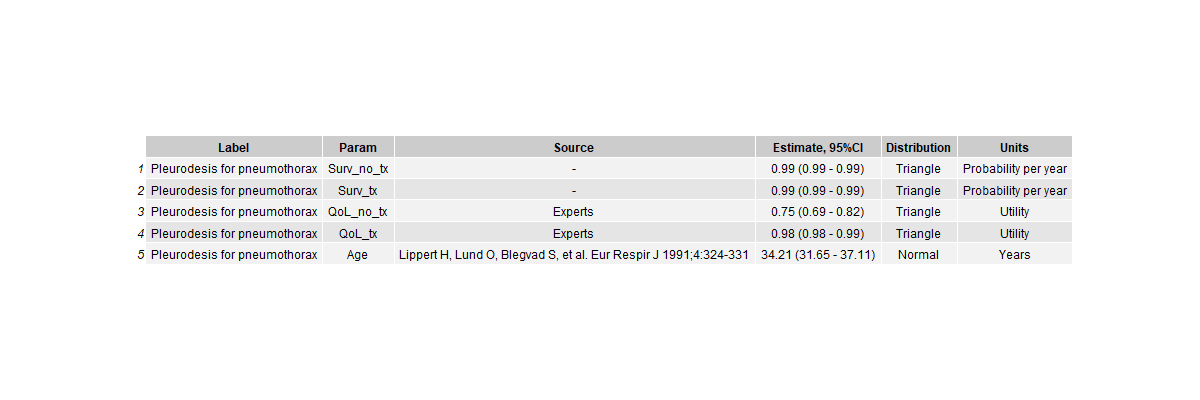 Label Param Source Estimate, 95%CI Distribution Units
1 Pleurodesis for pneumothorax Surv_no_tx - 0.99 (0.99 - 0.99) Triangle Probability per year
2 Pleurodesis for pneumothorax Surv_tx - 0.99 (0.99 - 0.99) Triangle Probability per year
3 Pleurodesis for pneumothorax QoL_no_tx Experts 0.75 (0.69 - 0.82) Triangle Utility
4 Pleurodesis for pneumothorax QoL_tx Experts 0.98 (0.98 - 0.99) Triangle Utility
5 Pleurodesis for pneumothorax Age Lippert H, Lund O, Blegvad S, et al. Eur Respir J 1991;4:324-331 34.21 (31.65 - 37.11) Normal Years